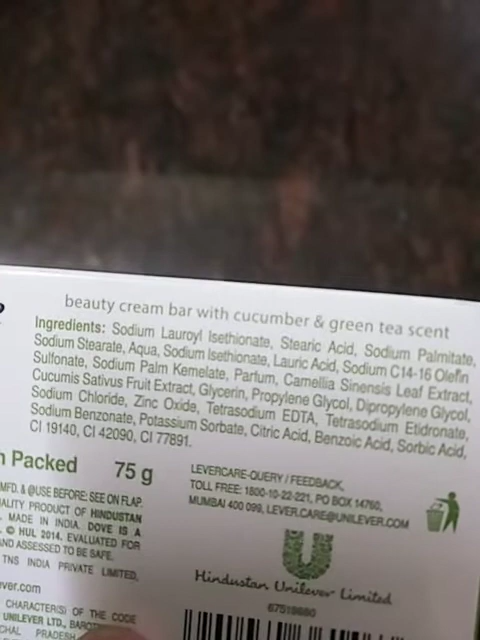 beauty cream bar with cucumber & green tea scent
Ingredients: Sodium Lauroyl Isethionate, Stearic Acid, Sodium Palmitate,
Sodium Stearate, Aqua, Sodium Isethionate, Lauric Acid, Sodium C14-16 Olefin
Sulfonate, Sodium Palm Kernelate, Parfum, Camellia Sinensis Leaf Extract,
Cucumis Sativus Fruit Extract, Glycerin, Propylene Glycol, Dipropylene Glycol,
Sodium Chloride, Zinc Oxide, Tetrasodium EDTA, Tetrasodium Etidronate,
Sodium Benzonate, Potassium Sorbate, Citric Acid, Benzoic Acid, Sorbic Acid,
CI 19140, CI 42090, CI 77891.
Packed 75 g
MFD. & @USE BEFORE: SEE ON FLAP.
ALITY PRODUCT OF HINDUSTAN
MADE IN INDIA. DOVE IS A
© HUL 2014. EVALUATED FOR
AND ASSESSED TO BE SAFE.
TNS INDIA PRIVATE LIMITED,
ver.com
CHARACTER(S) OF THE CODE
UNILEVER LTD.,
PRADESH
LEVERCARE-QUERY / FEEDBACK,
TOLL FREE: 1800-10-22-221, PO BOX 14760,
MUMBAI 400 099, LEVER.CARE@UNILEVER.COM
Hindustan Unilever Limited
67519880